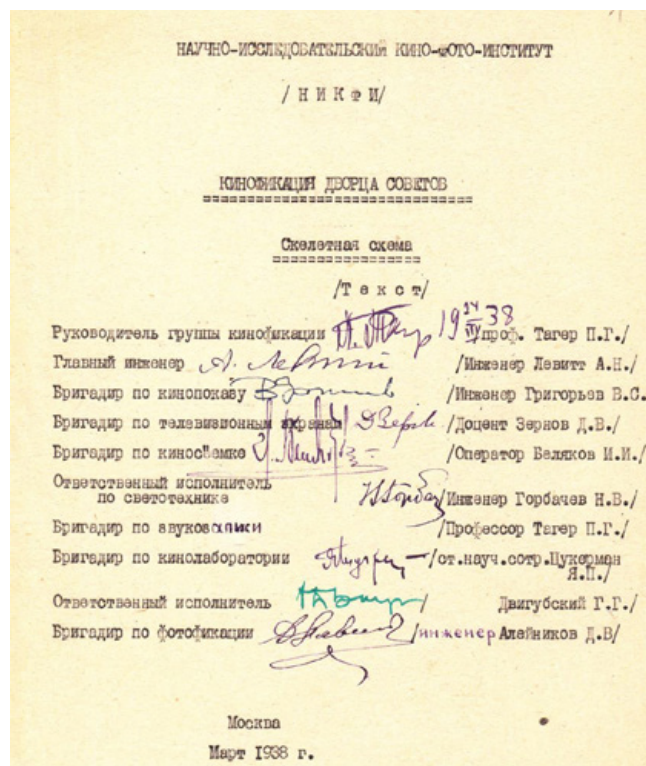 НАУЧНО-ИССЛЕДОВАТЕЛЬСКИЙ КИНО-ФОТО-ИНСТИТУТ
/НИКФИ/
КИНОФИКАЦИЯ ДВОРЦА СОВЕТОВ
Скелетная схема
/Текст/
Руководитель группы кинофикации 19 38 /проф. Тагер П.Г./
Главный инженер А. Левитт /Инженер Левитт А.Н./
Бригадир по кинопоказу /Инженер Григорьев В.С.
Бригадир по телевизионным экранам /Доцент Зернов Д.В./
Бригадир по киносъемке /Оператор Беляков И.И./
Ответственный исполнитель
по светотехнике /Инженер Горбачев Н.В./
Бригадир по звукозаписи /Профессор Тагер П.Г./
Бригадир по кинолаборатории /ст.науч.сотр.Цукерман
Я.П./
Ответственный исполнитель / Двигубский Г.Г./
Бригадир по фотофикации /инженер Алейников Д.В/
Москва
Март 1938 г.